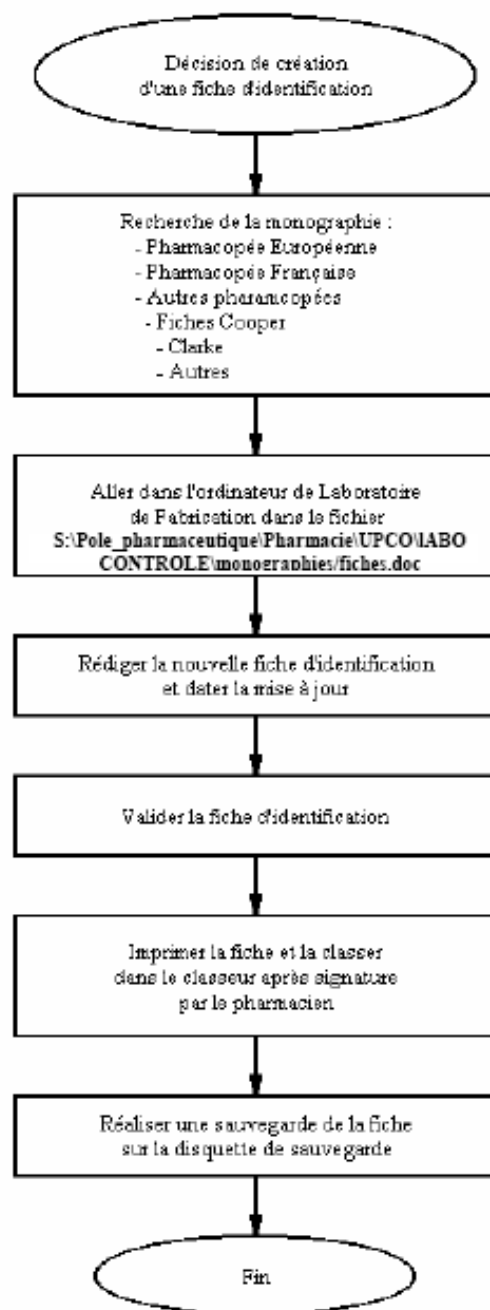 Décision de création
d'une fiche d'identification
Recherche de la monographie :
- Pharmacopée Européenne
- Pharmacopée Française
- Autres pharamcopées
- Fiches Cooper
- Clarke
- Autres
Aller dans l'ordinateur de Laboratoire
de Fabrication dans le fichier
S:\Pole_pharmaceutique\Pharmacie\UPCO\LABO
CONTROLE\monographies/fiches.doc
Rédiger la nouvelle fiche d'identification
et dater la mise à jour
Valider la fiche d'identification
Imprimer la fiche et la classer
dans le classeur après signature
par le pharmacien
Réaliser une sauvegarde de la fiche
sur la disquette de sauvegarde
Fin